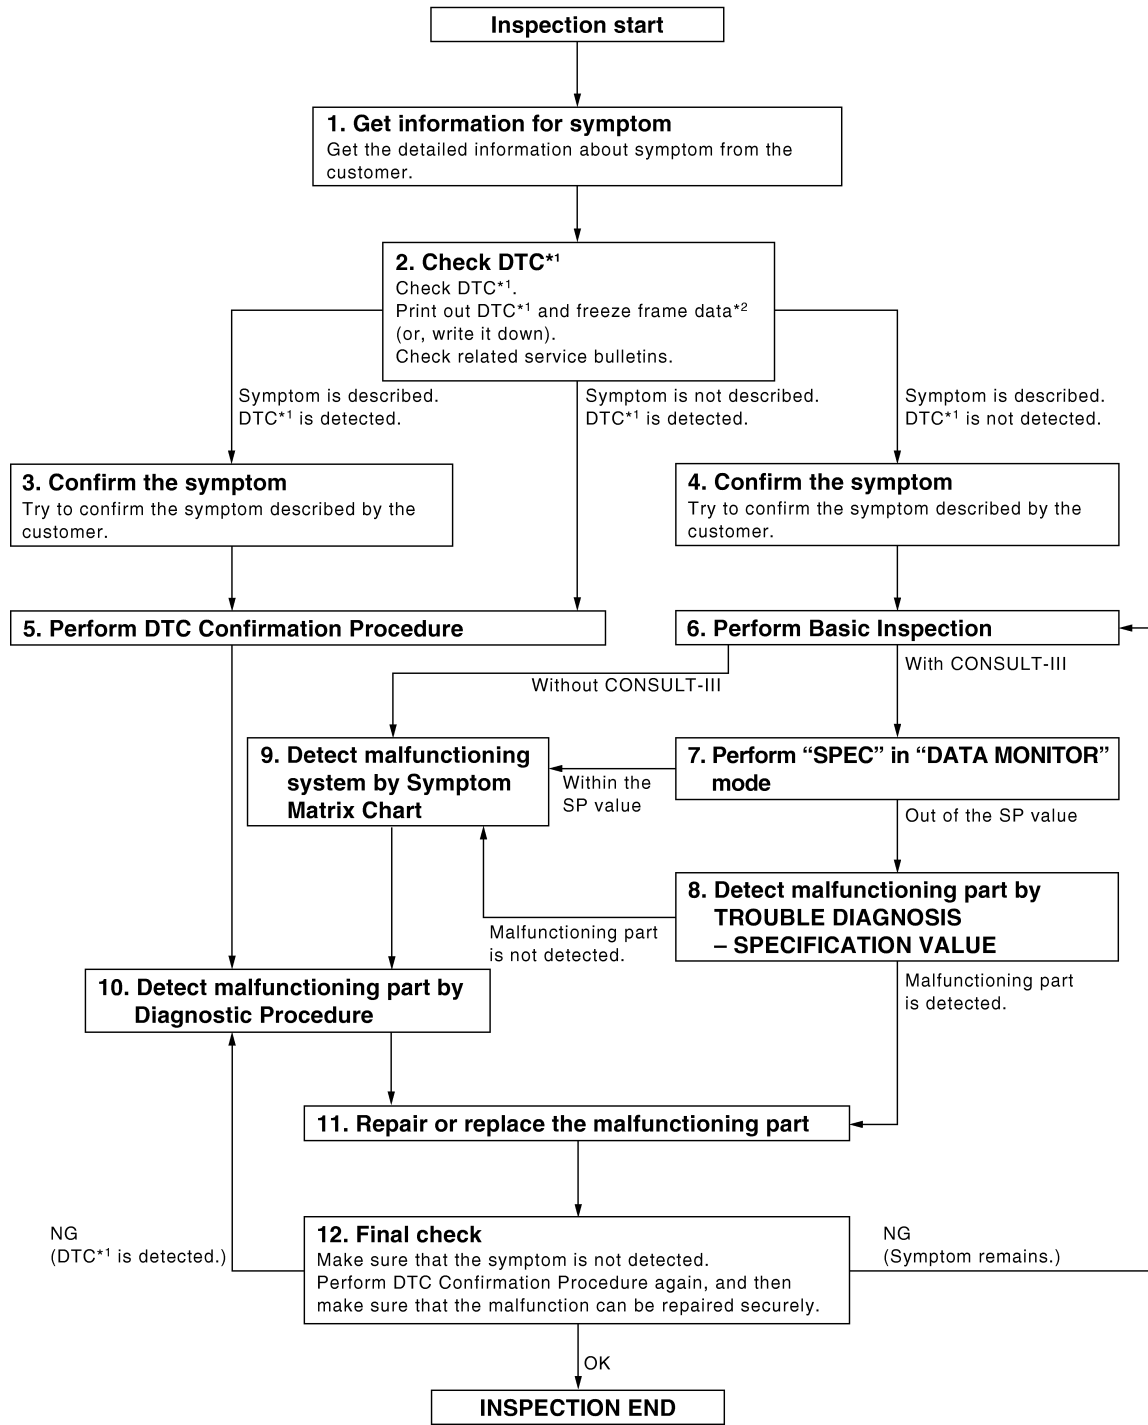 Inspection start
1. Get information for symptom
Get the detailed information about symptom from the
customer.
2. Check DTC*1
Check DTC*1.
Print out DTC*1 and freeze frame data*2
(or, write it down).
Check related service bulletins.
Symptom is described.
DTC*1 is detected.
Symptom is not described.
DTC*1 is detected.
Symptom is described.
DTC*1 is not detected.
3. Confirm the symptom
Try to confirm the symptom described by the
customer.
4. Confirm the symptom
Try to confirm the symptom described by the
customer.
5. Perform DTC Confirmation Procedure
6. Perform Basic Inspection
Without CONSULT-III
With CONSULT-III
9. Detect malfunctioning
system by Symptom
Matrix Chart
Within the
SP value
7. Perform “SPEC” in “DATA MONITOR”
mode
Out of the SP value
8. Detect malfunctioning part by
TROUBLE DIAGNOSIS
– SPECIFICATION VALUE
Malfunctioning part
is not detected.
Malfunctioning part
is detected.
10. Detect malfunctioning part by
Diagnostic Procedure
11. Repair or replace the malfunctioning part
NG
(DTC*1 is detected.)
12. Final check
Make sure that the symptom is not detected.
Perform DTC Confirmation Procedure again, and then
make sure that the malfunction can be repaired securely.
NG
(Symptom remains.)
OK
INSPECTION END